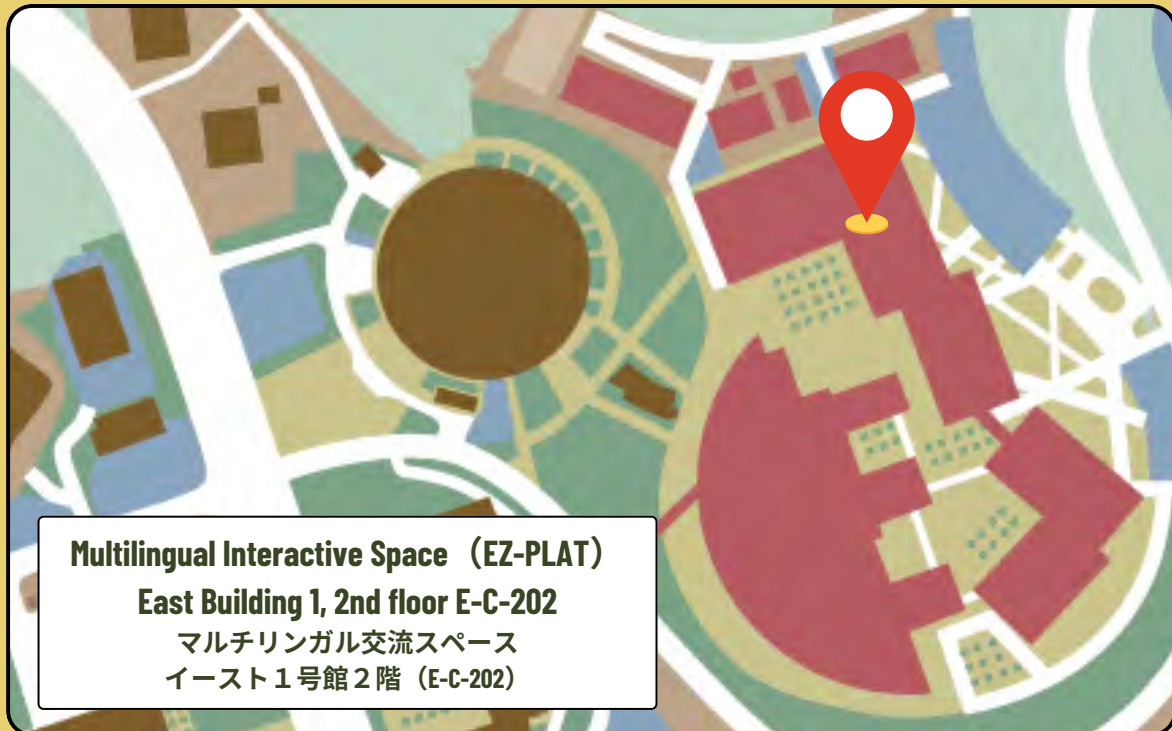 Multilingual Interactive Space （EZ-PLAT）
East Building 1, 2nd floor E-C-202
マルチリンガル交流スペース
イースト１号館２階（E-C-202）